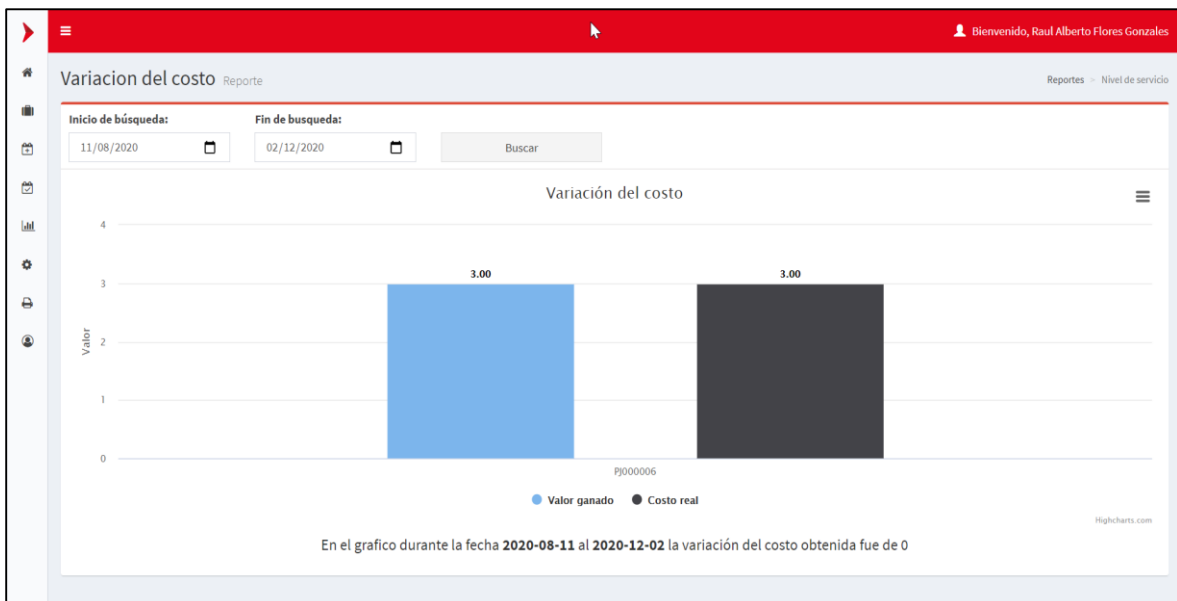 Bienvenido, Raul Alberto Flores Gonzales
Variacion del costo Reporte
Reportes > Nivel de servicio
Inicio de búsqueda: Fin de busqueda:
11/08/2020 02/12/2020 Buscar
Variación del costo
4
3
2
1
0
Valor
3.00 3.00
PJ000006
Valor ganado Costo real
Highcharts.com
En el grafico durante la fecha 2020-08-11 al 2020-12-02 la variación del costo obtenida fue de 0